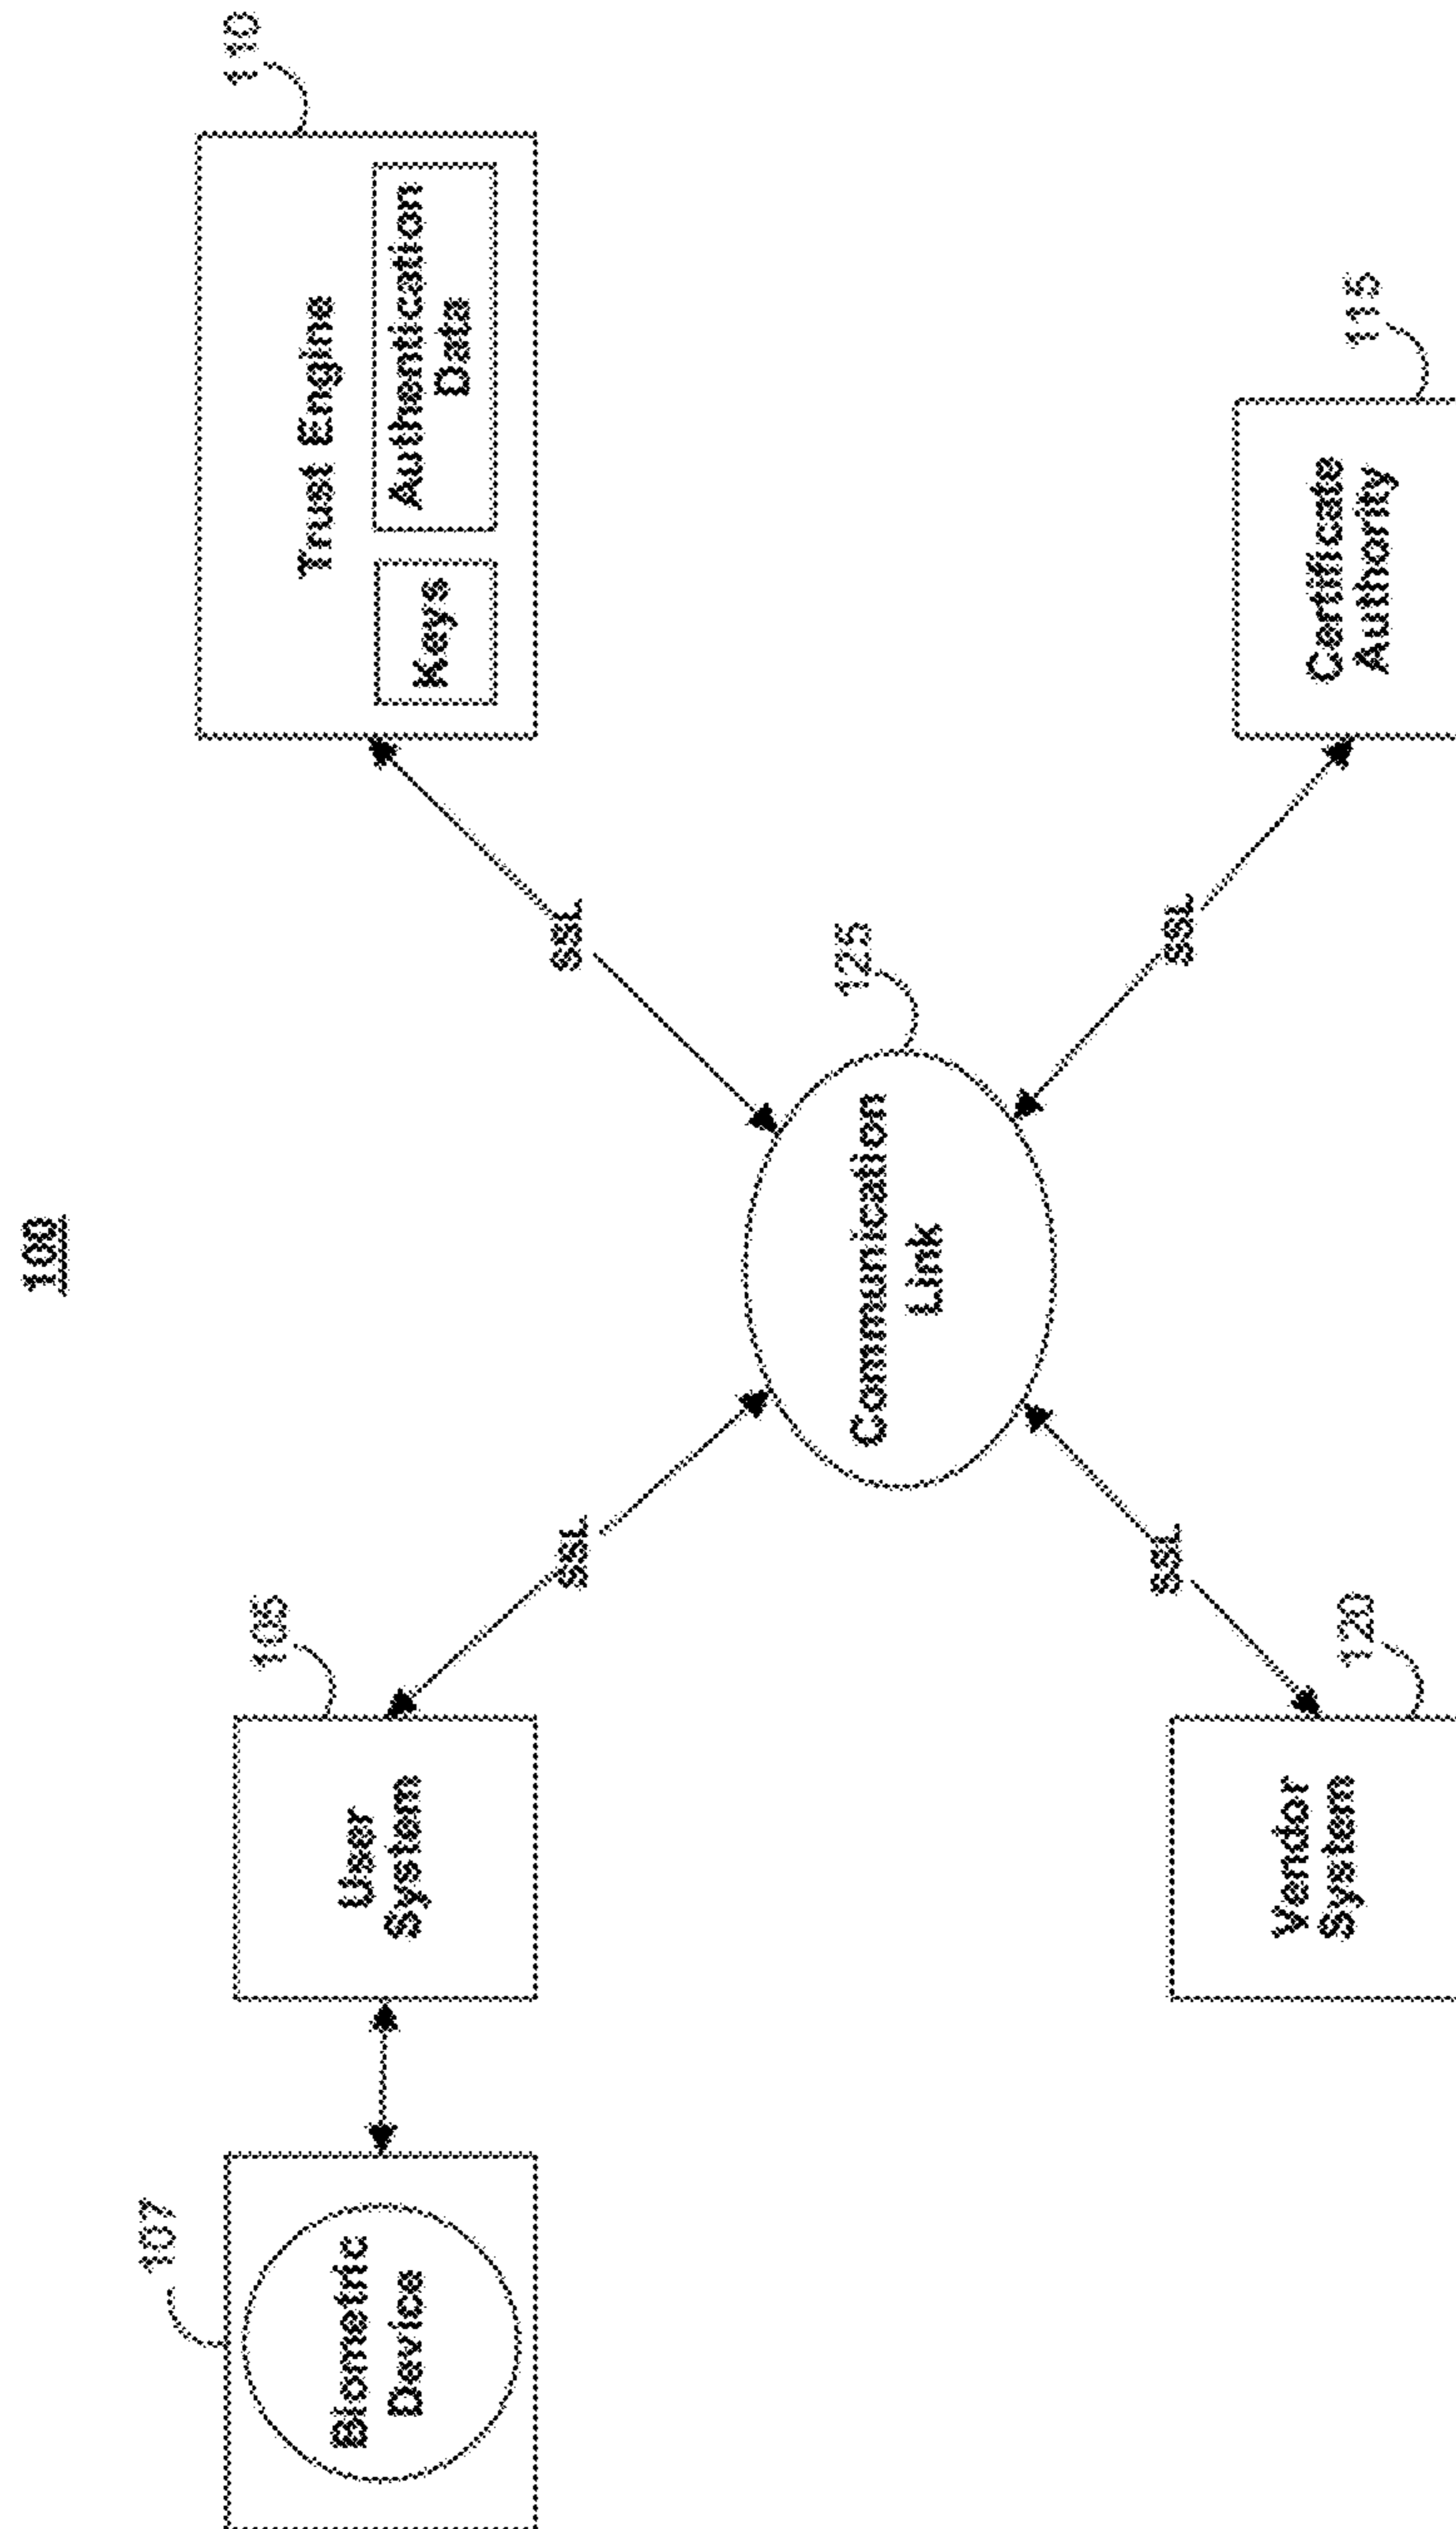 100
107
Biometric
Device
105
User
System
SSL
SSL
110
Trust Engine
Keys
Authentication
Data
125
Communication
Link
120
Vendor
System
SSL
SSL
115
Certificate
Authority